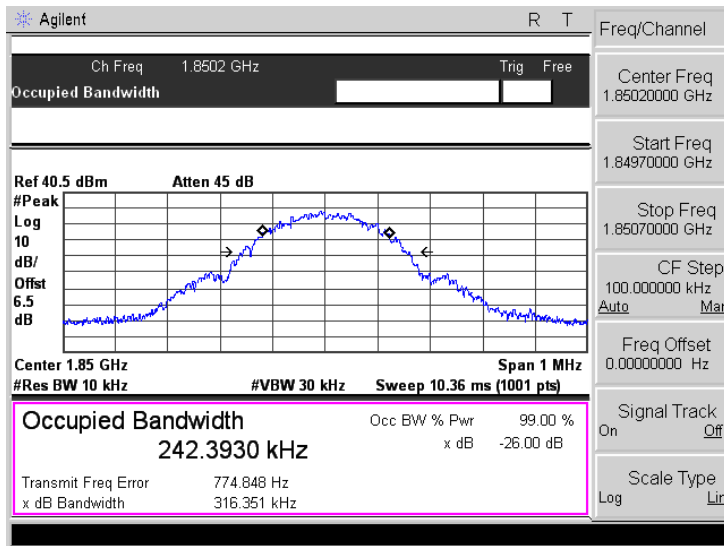 Agilent R T
Ch Freq 1.8502 GHz Trig Free
Occupied Bandwidth
Ref 40.5 dBm Atten 45 dB
#Peak
Log
10
dB/
Offst
6.5
dB
Center 1.85 GHz Span 1 MHz
#Res BW 10 kHz #VBW 30 kHz Sweep 10.36 ms (1001 pts)
Occupied Bandwidth
242.3930 kHz
Occ BW % Pwr 99.00 %
x dB -26.00 dB
Transmit Freq Error 774.848 Hz
x dB Bandwidth 316.351 kHz
Freq/Channel
Center Freq
1.85020000 GHz
Start Freq
1.84970000 GHz
Stop Freq
1.85070000 GHz
CF Step
100.000000 kHz
Auto Man
Freq Offset
0.00000000 Hz
Signal Track
On Off
Scale Type
Log Lin